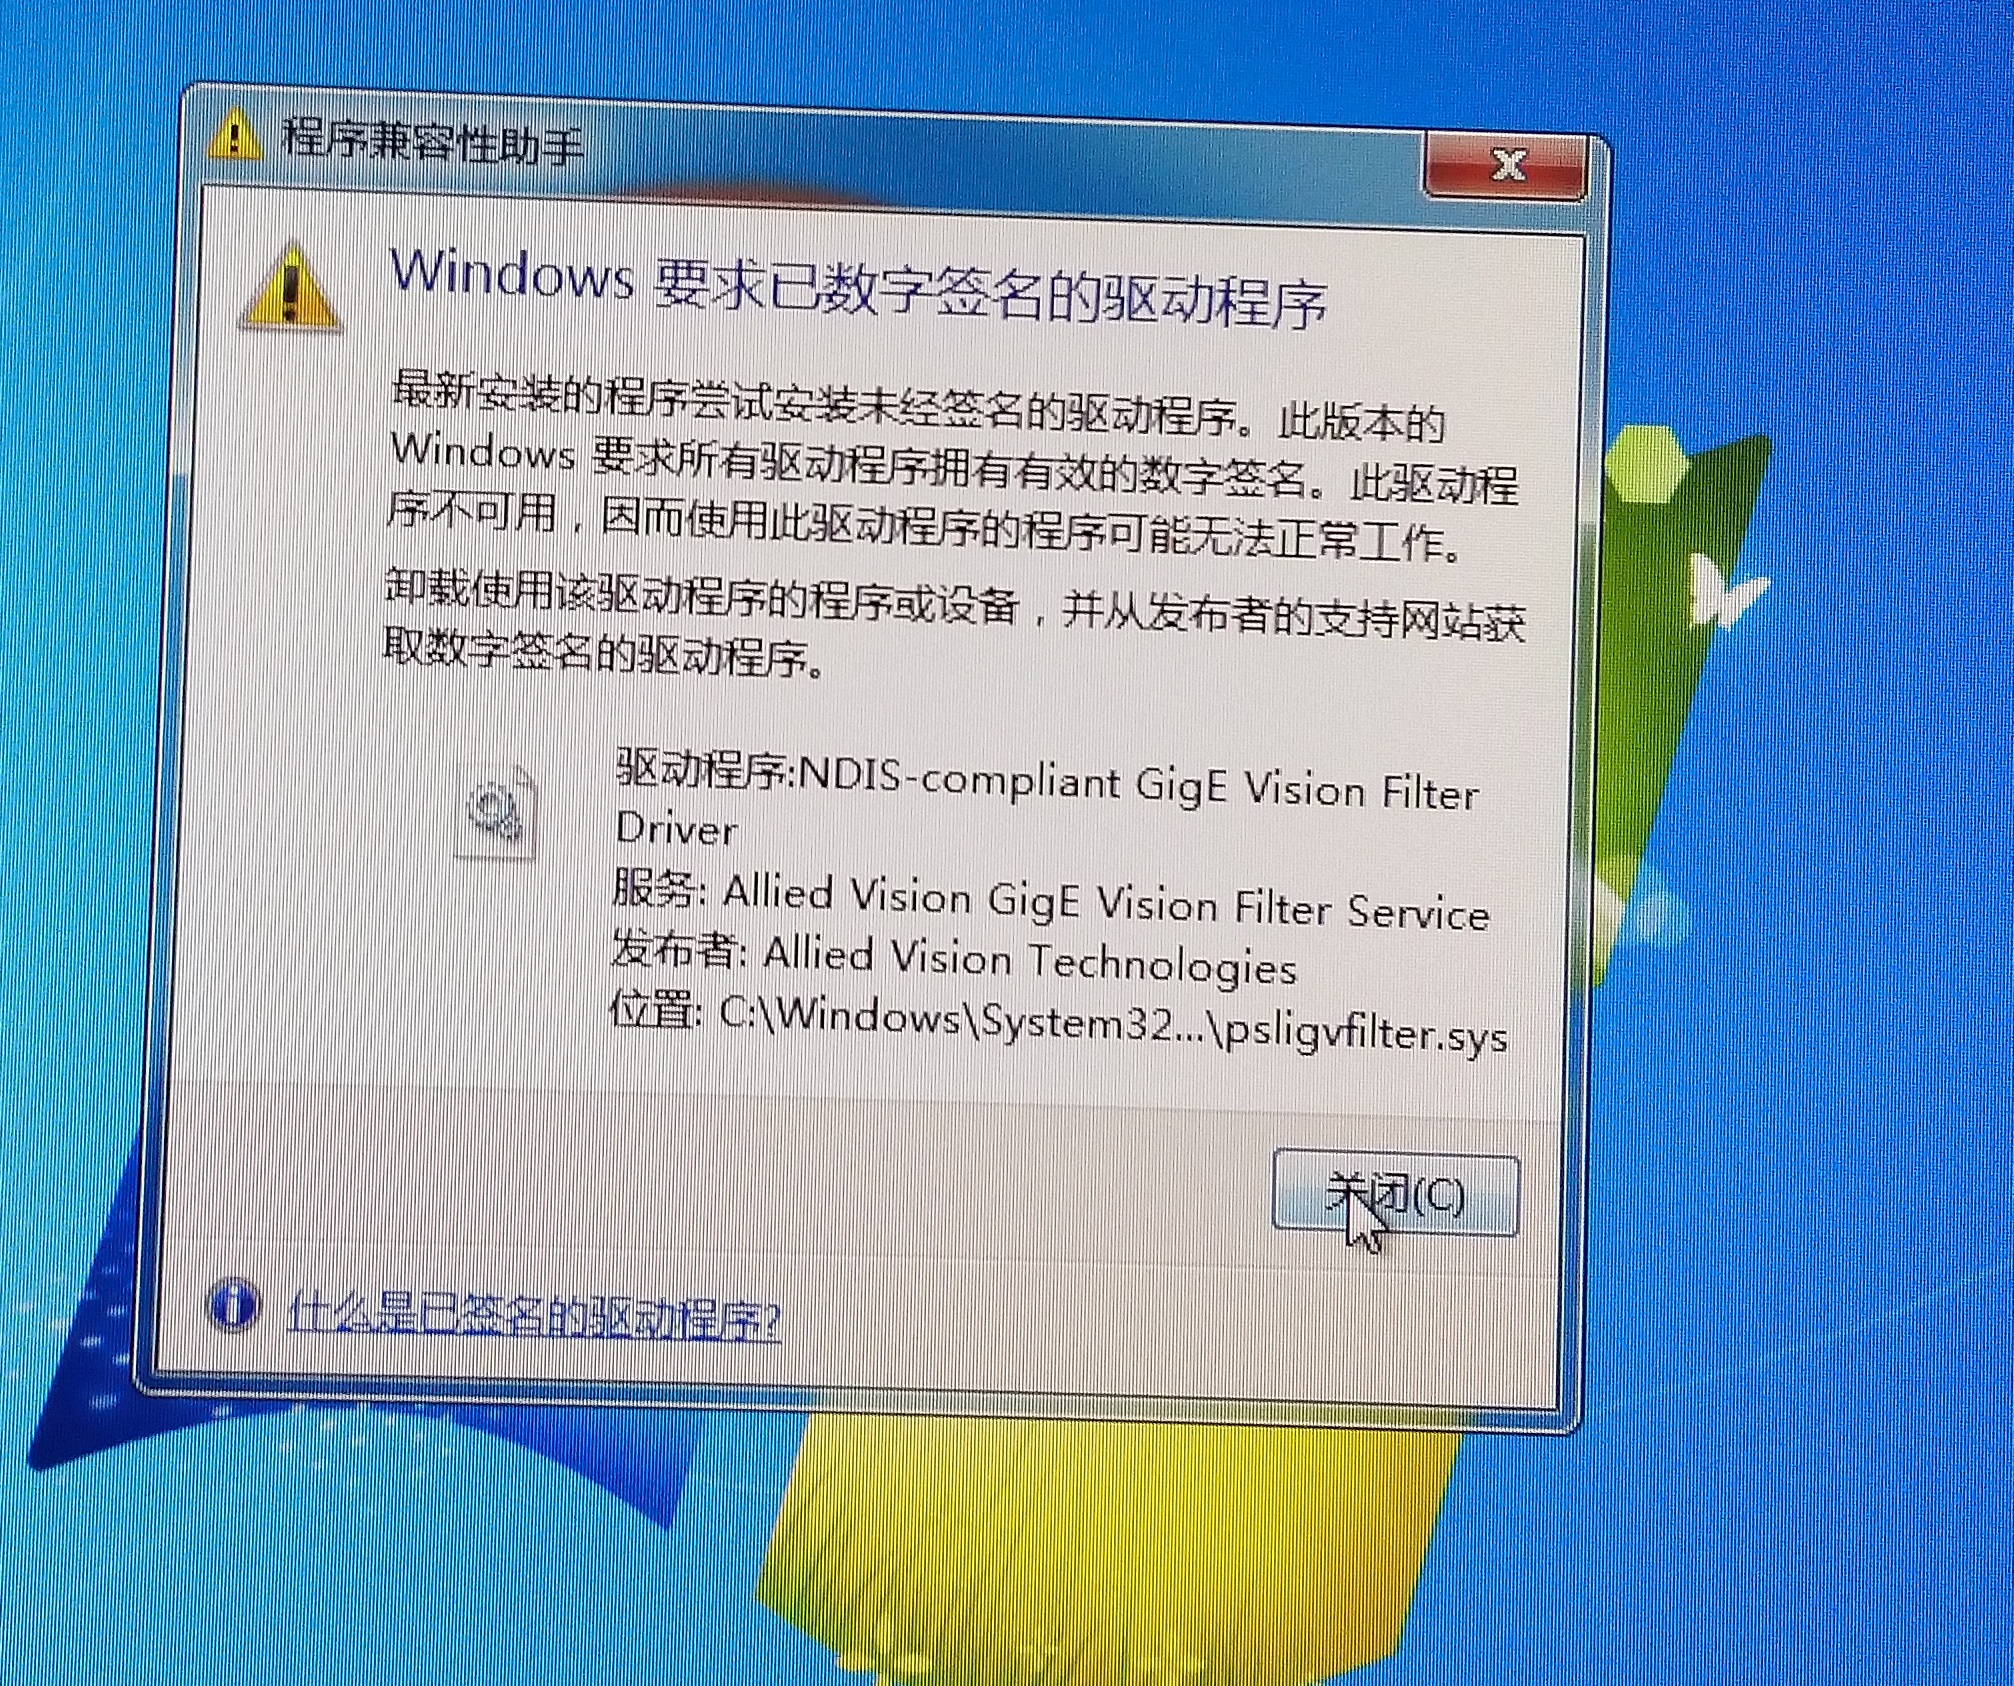 程序兼容性助手
Windows 要求已数字签名的驱动程序
最新安装的程序尝试安装未经签名的驱动程序。此版本的
Windows 要求所有驱动程序拥有有效的数字签名。此驱动程
序不可用，因而使用此驱动程序的程序可能无法正常工作。
卸载使用该驱动程序的程序或设备，并从发布者的支持网站获
取数字签名的驱动程序。
驱动程序:NDIS-compliant GigE Vision Filter
Driver
服务: Allied Vision GigE Vision Filter Service
发布者: Allied Vision Technologies
位置: C:\Windows\System32...\psligvfilter.sys
关闭(C)
什么是已签名的驱动程序?